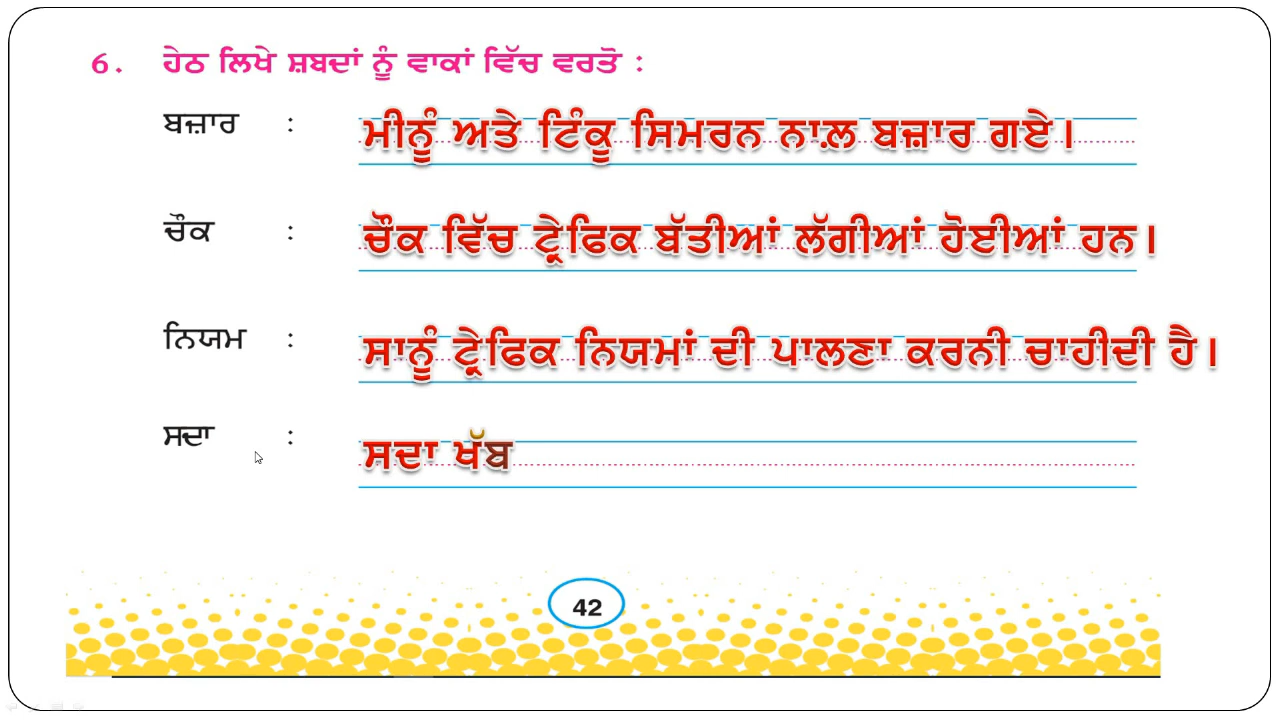 6. ਹੇਠ ਲਿਖੇ ਸ਼ਬਦਾਂ ਨੂੰ ਵਾਕਾਂ ਵਿੱਚ ਵਰਤੋ :
ਬਜ਼ਾਰ : ਮੀਨੂੰ ਅਤੇ ਟਿੰਕੂ ਸਿਮਰਨ ਨਾਲ਼ ਬਜ਼ਾਰ ਗਏ।
ਚੌਕ : ਚੌਕ ਵਿੱਚ ਟ੍ਰੇਫਿਕ ਬੱਤੀਆਂ ਲੱਗੀਆਂ ਹੋਈਆਂ ਹਨ।
ਨਿਯਮ : ਸਾਨੂੰ ਟ੍ਰੇਫਿਕ ਨਿਯਮਾਂ ਦੀ ਪਾਲਣਾ ਕਰਨੀ ਚਾਹੀਦੀ ਹੈ।
ਸਦਾ : ਸਦਾ ਖੱਬ
42